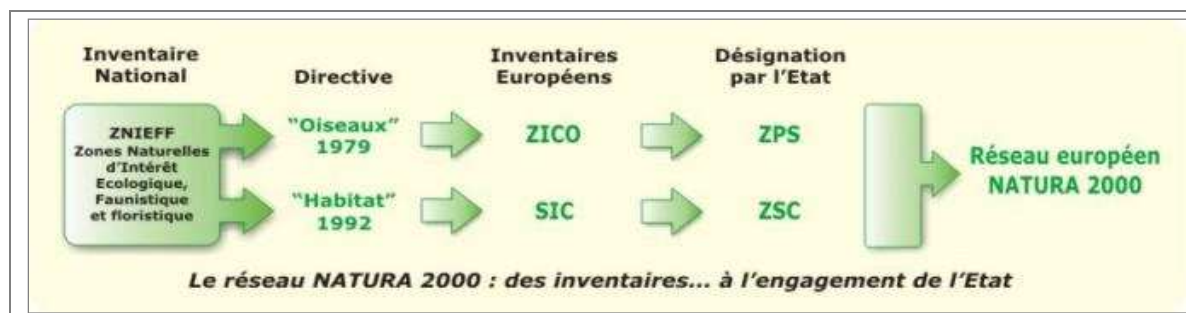 Inventaire
National
Directive
Inventaires
Européens
Désignation
par l'Etat
ZNIEFF
Zones Naturelles
d'Intérêt
Ecologique,
Faunistique
et floristique
"Oiseaux"
1979
ZICO
ZPS
"Habitat"
1992
SIC
ZSC
Réseau européen
NATURA 2000
Le réseau NATURA 2000 : des inventaires... à l'engagement de l'Etat